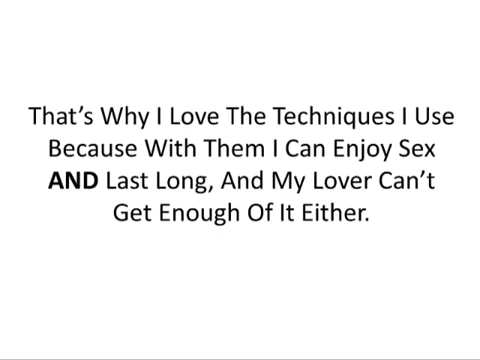 That’s Why I Love The Techniques I Use
Because With Them I Can Enjoy Sex
AND Last Long, And My Lover Can’t
Get Enough Of It Either.